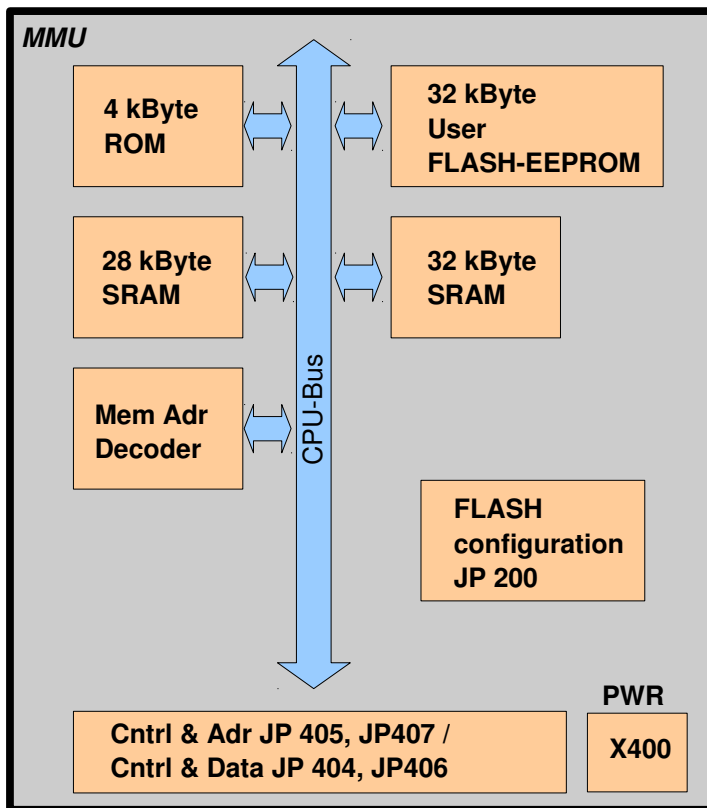 MMU
4 kByte
ROM
32 kByte
User
FLASH-EEPROM
28 kByte
SRAM
32 kByte
SRAM
Mem Adr
Decoder
CPU-Bus
FLASH
configuration
JP 200
PWR
Cntrl & Adr JP 405, JP407 /
Cntrl & Data JP 404, JP406
X400